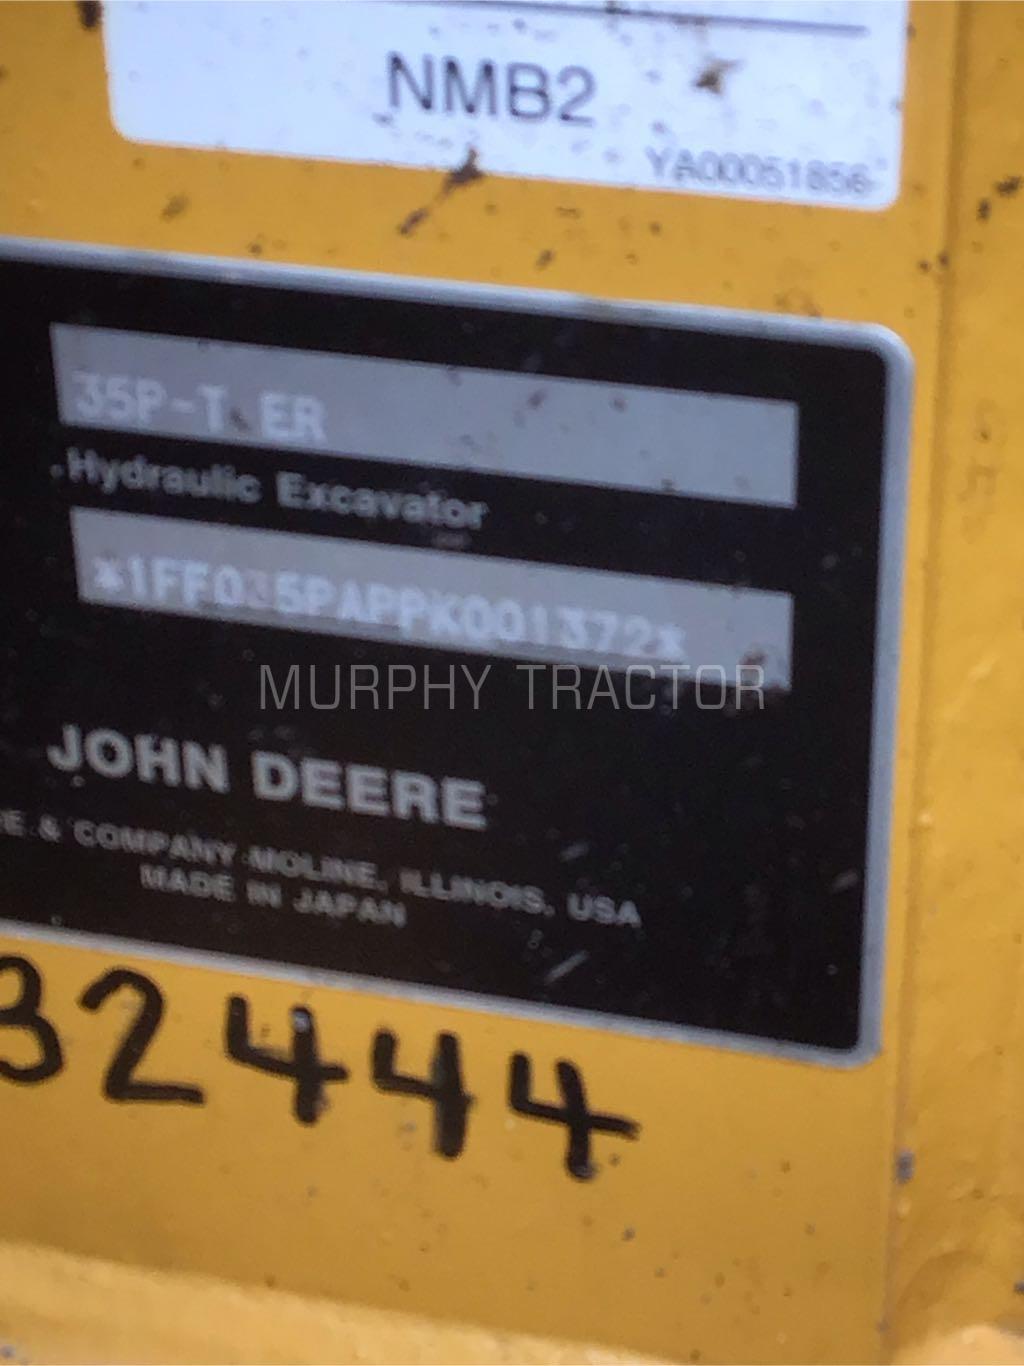 NMB2
YA00051856
35P-T ER
Hydraulic Excavator
*1FF035PAPPK001372*
MURPHY TRACTOR
JOHN DEERE
& COMPANY MOLINE, ILLINOIS, USA
MADE IN JAPAN
32444